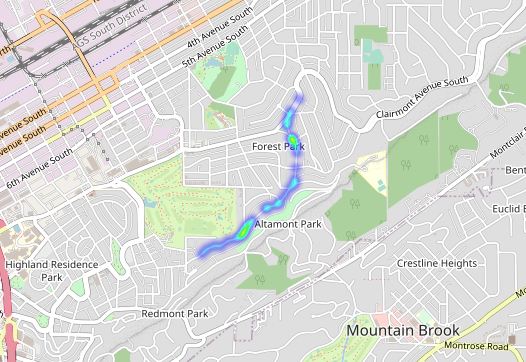 GS South District
4th Avenue South
5th Avenue South
Avenue South
Avenue South
6th Avenue South
Clairmont Avenue South
Forest Park
Montclair
Bent
Euclid E
Altamont Park
Highland Residence
Park
Crestline Heights
Redmont Park
Mountain Brook
Montrose Road